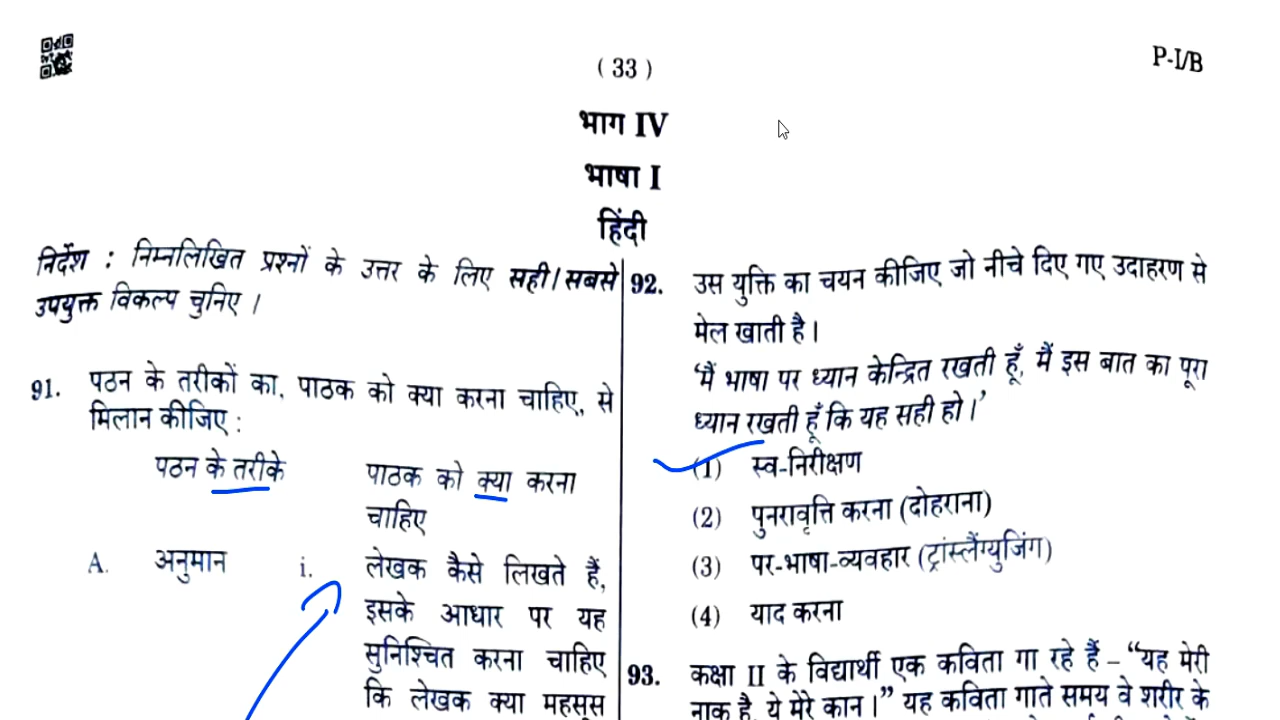 ( 33 )
P-I/B
भाग IV
भाषा I
हिंदी
निर्देश : निम्नलिखित प्रश्नों के उत्तर के लिए सही/सबसे
उपयुक्त विकल्प चुनिए ।
91. पठन के तरीकों का, पाठक को क्या करना चाहिए, से
मिलान कीजिए :
पठन के तरीके
पाठक को क्या करना
चाहिए
A. अनुमान
i. लेखक कैसे लिखते हैं,
इसके आधार पर यह
सुनिश्चित करना चाहिए
कि लेखक क्या महसूस
92. उस युक्ति का चयन कीजिए जो नीचे दिए गए उदाहरण से
मेल खाती है ।
'मैं भाषा पर ध्यान केन्द्रित रखती हूँ, मैं इस बात का पूरा
ध्यान रखती हूँ कि यह सही हो ।'
(1) स्व-निरीक्षण
(2) पुनरावृत्ति करना (दोहराना)
(3) पर-भाषा-व्यवहार (ट्रांस्लैंग्युजिंग)
(4) याद करना
93. कक्षा II के विद्यार्थी एक कविता गा रहे हैं – "यह मेरी
नाक है, ये मेरे कान ।" यह कविता गाते समय वे शरीर के